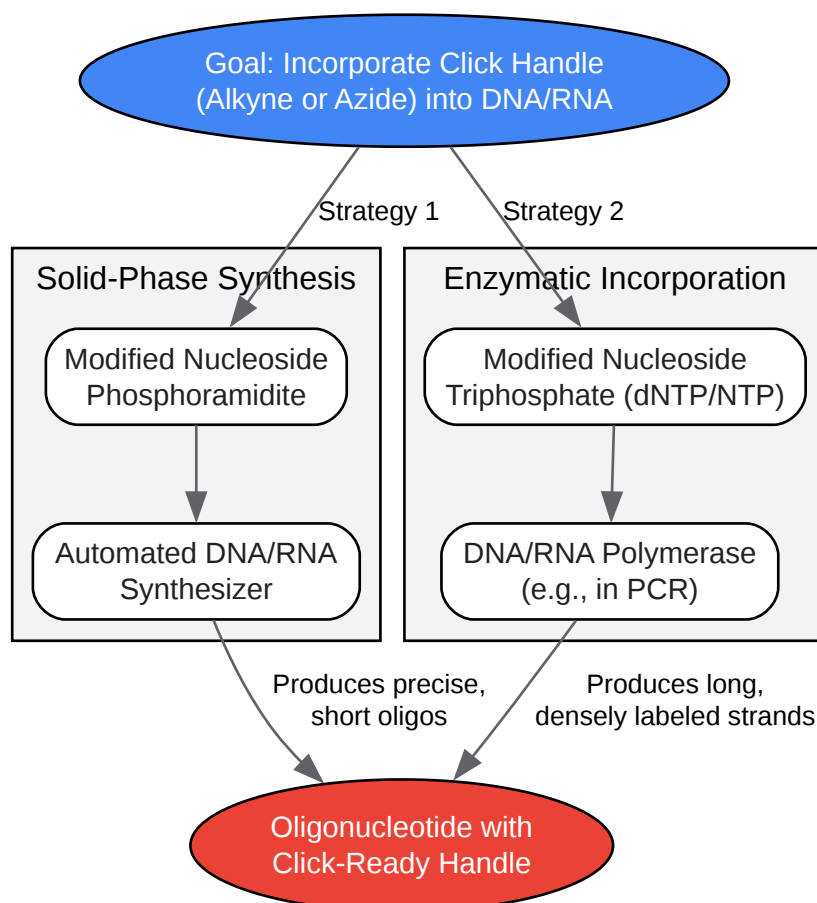 Goal: Incorporate Click Handle
(Alkyne or Azide) into DNA/RNA
Strategy 1
Strategy 2
Solid-Phase Synthesis
Modified Nucleoside
Phosphoramidite
Automated DNA/RNA
Synthesizer
Enzymatic Incorporation
Modified Nucleoside
Triphosphate (dNTP/NTP)
DNA/RNA Polymerase
(e.g., in PCR)
Produces precise,
short oligos
Produces long,
densely labeled strands
Oligonucleotide with
Click-Ready Handle